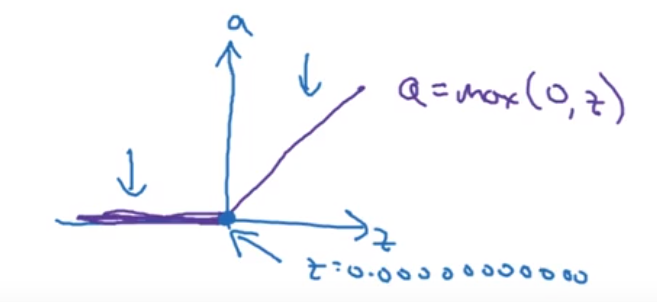 a
a = max(0, z)
z
z = 0.000000000000